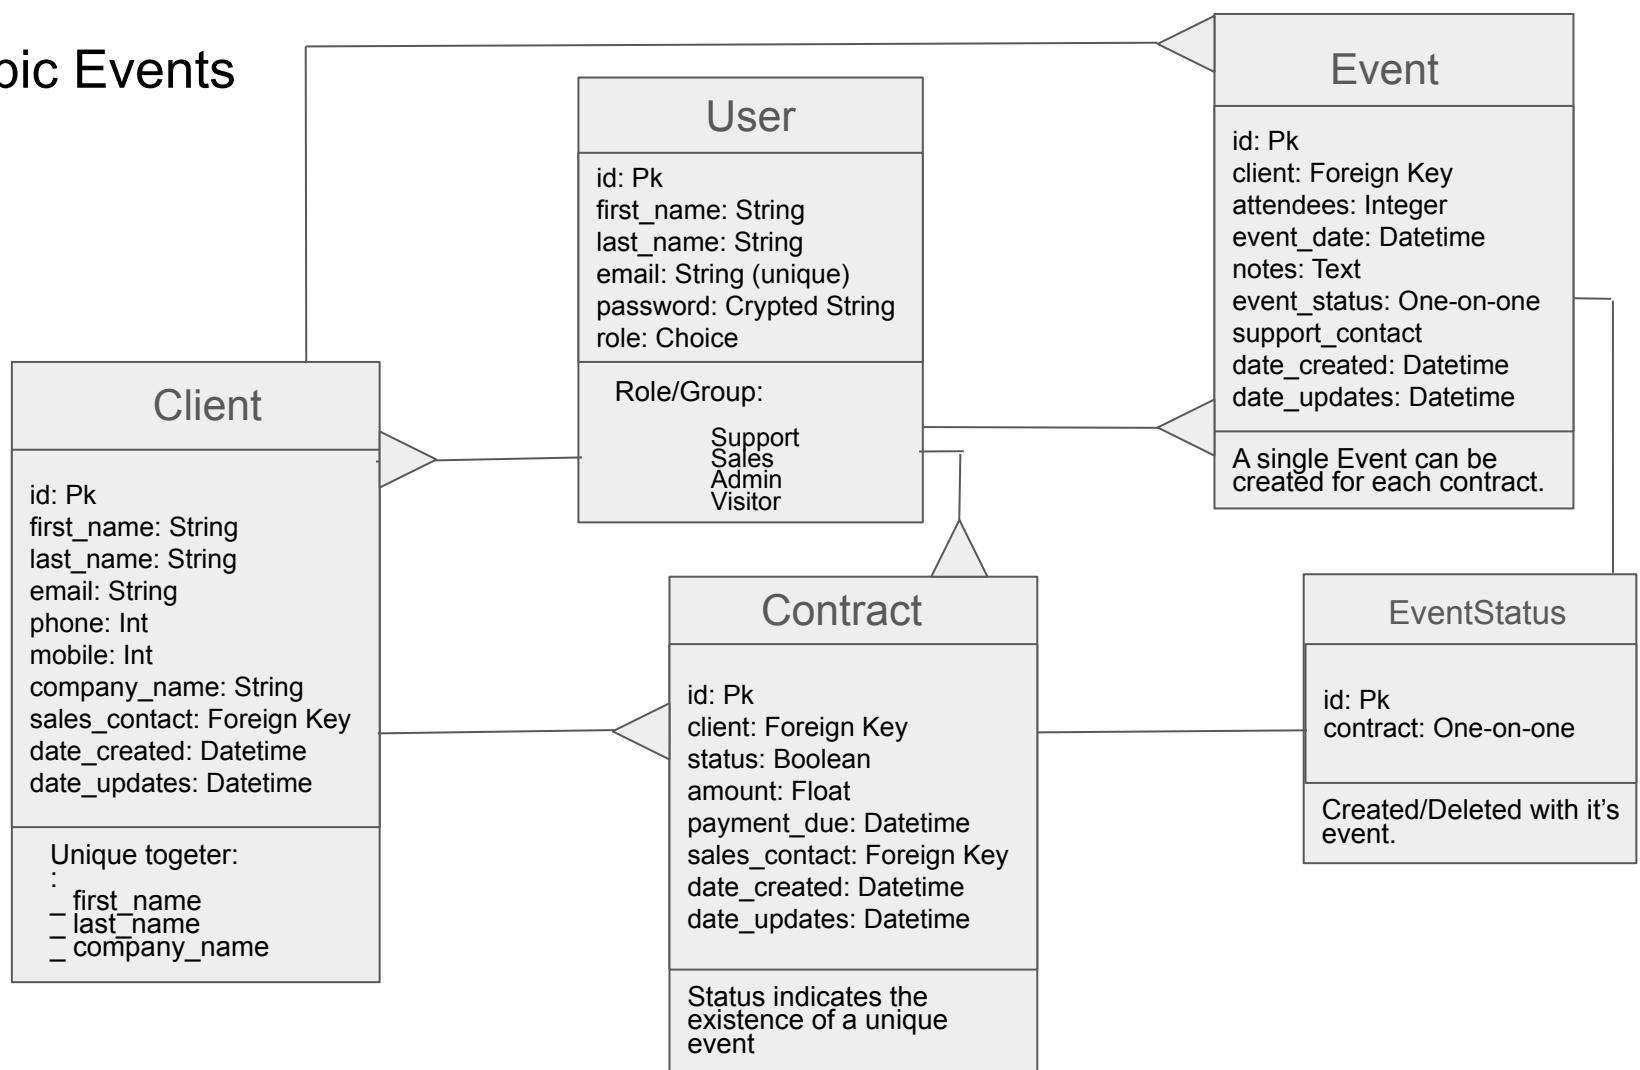 pic Events
User
id: Pk
first_name: String
last_name: String
email: String (unique)
password: Crypted String
role: Choice
Role/Group:
Support
Sales
Admin
Visitor
Event
id: Pk
client: Foreign Key
attendees: Integer
event_date: Datetime
notes: Text
event_status: One-on-one
support_contact
date_created: Datetime
date_updates: Datetime
A single Event can be
created for each contract.
Client
id: Pk
first_name: String
last_name: String
email: String
phone: Int
mobile: Int
company_name: String
sales_contact: Foreign Key
date_created: Datetime
date_updates: Datetime
Unique togeter:
:
_ first_name
_ last_name
_ company_name
Contract
id: Pk
client: Foreign Key
status: Boolean
amount: Float
payment_due: Datetime
sales_contact: Foreign Key
date_created: Datetime
date_updates: Datetime
Status indicates the
existence of a unique
event
EventStatus
id: Pk
contract: One-on-one
Created/Deleted with it’s
event.